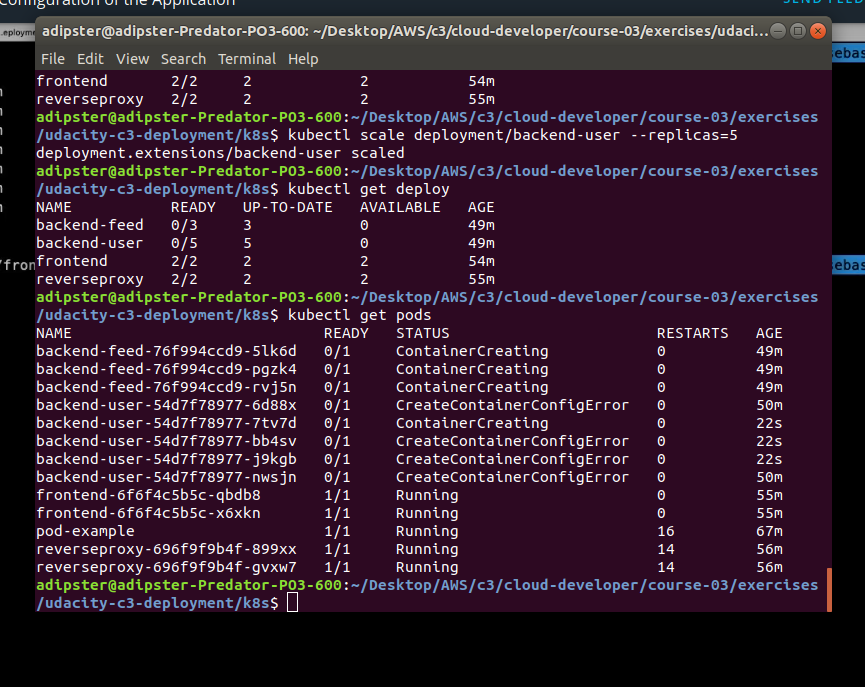 Configuration of the Application
adipster@adipster-Predator-PO3-600: ~/Desktop/AWS/c3/cloud-developer/course-03/exercises/udaci...
File Edit View Search Terminal Help
frontend 2/2 2 2 54m
reverseproxy 2/2 2 2 55m
adipster@adipster-Predator-PO3-600:~/Desktop/AWS/c3/cloud-developer/course-03/exercises
/udacity-c3-deployment/k8s$ kubectl scale deployment/backend-user --replicas=5
deployment.extensions/backend-user scaled
adipster@adipster-Predator-PO3-600:~/Desktop/AWS/c3/cloud-developer/course-03/exercises
/udacity-c3-deployment/k8s$ kubectl get deploy
NAME READY UP-TO-DATE AVAILABLE AGE
backend-feed 0/3 3 0 49m
backend-user 0/5 5 0 49m
frontend 2/2 2 2 54m
reverseproxy 2/2 2 2 55m
adipster@adipster-Predator-PO3-600:~/Desktop/AWS/c3/cloud-developer/course-03/exercises
/udacity-c3-deployment/k8s$ kubectl get pods
NAME READY STATUS RESTARTS AGE
backend-feed-76f994ccd9-5lk6d 0/1 ContainerCreating 0 49m
backend-feed-76f994ccd9-pgzk4 0/1 ContainerCreating 0 49m
backend-feed-76f994ccd9-rvj5n 0/1 ContainerCreating 0 49m
backend-user-54d7f78977-6d88x 0/1 CreateContainerConfigError 0 50m
backend-user-54d7f78977-7tv7d 0/1 ContainerCreating 0 22s
backend-user-54d7f78977-bb4sv 0/1 CreateContainerConfigError 0 22s
backend-user-54d7f78977-j9kgb 0/1 CreateContainerConfigError 0 22s
backend-user-54d7f78977-nwsjn 0/1 CreateContainerConfigError 0 50m
frontend-6f6f4c5b5c-qbdb8 1/1 Running 0 55m
frontend-6f6f4c5b5c-x6xkn 1/1 Running 0 55m
pod-example 1/1 Running 16 67m
reverseproxy-696f9f9b4f-899xx 1/1 Running 14 56m
reverseproxy-696f9f9b4f-gvxw7 1/1 Running 14 56m
adipster@adipster-Predator-PO3-600:~/Desktop/AWS/c3/cloud-developer/course-03/exercises
/udacity-c3-deployment/k8s$